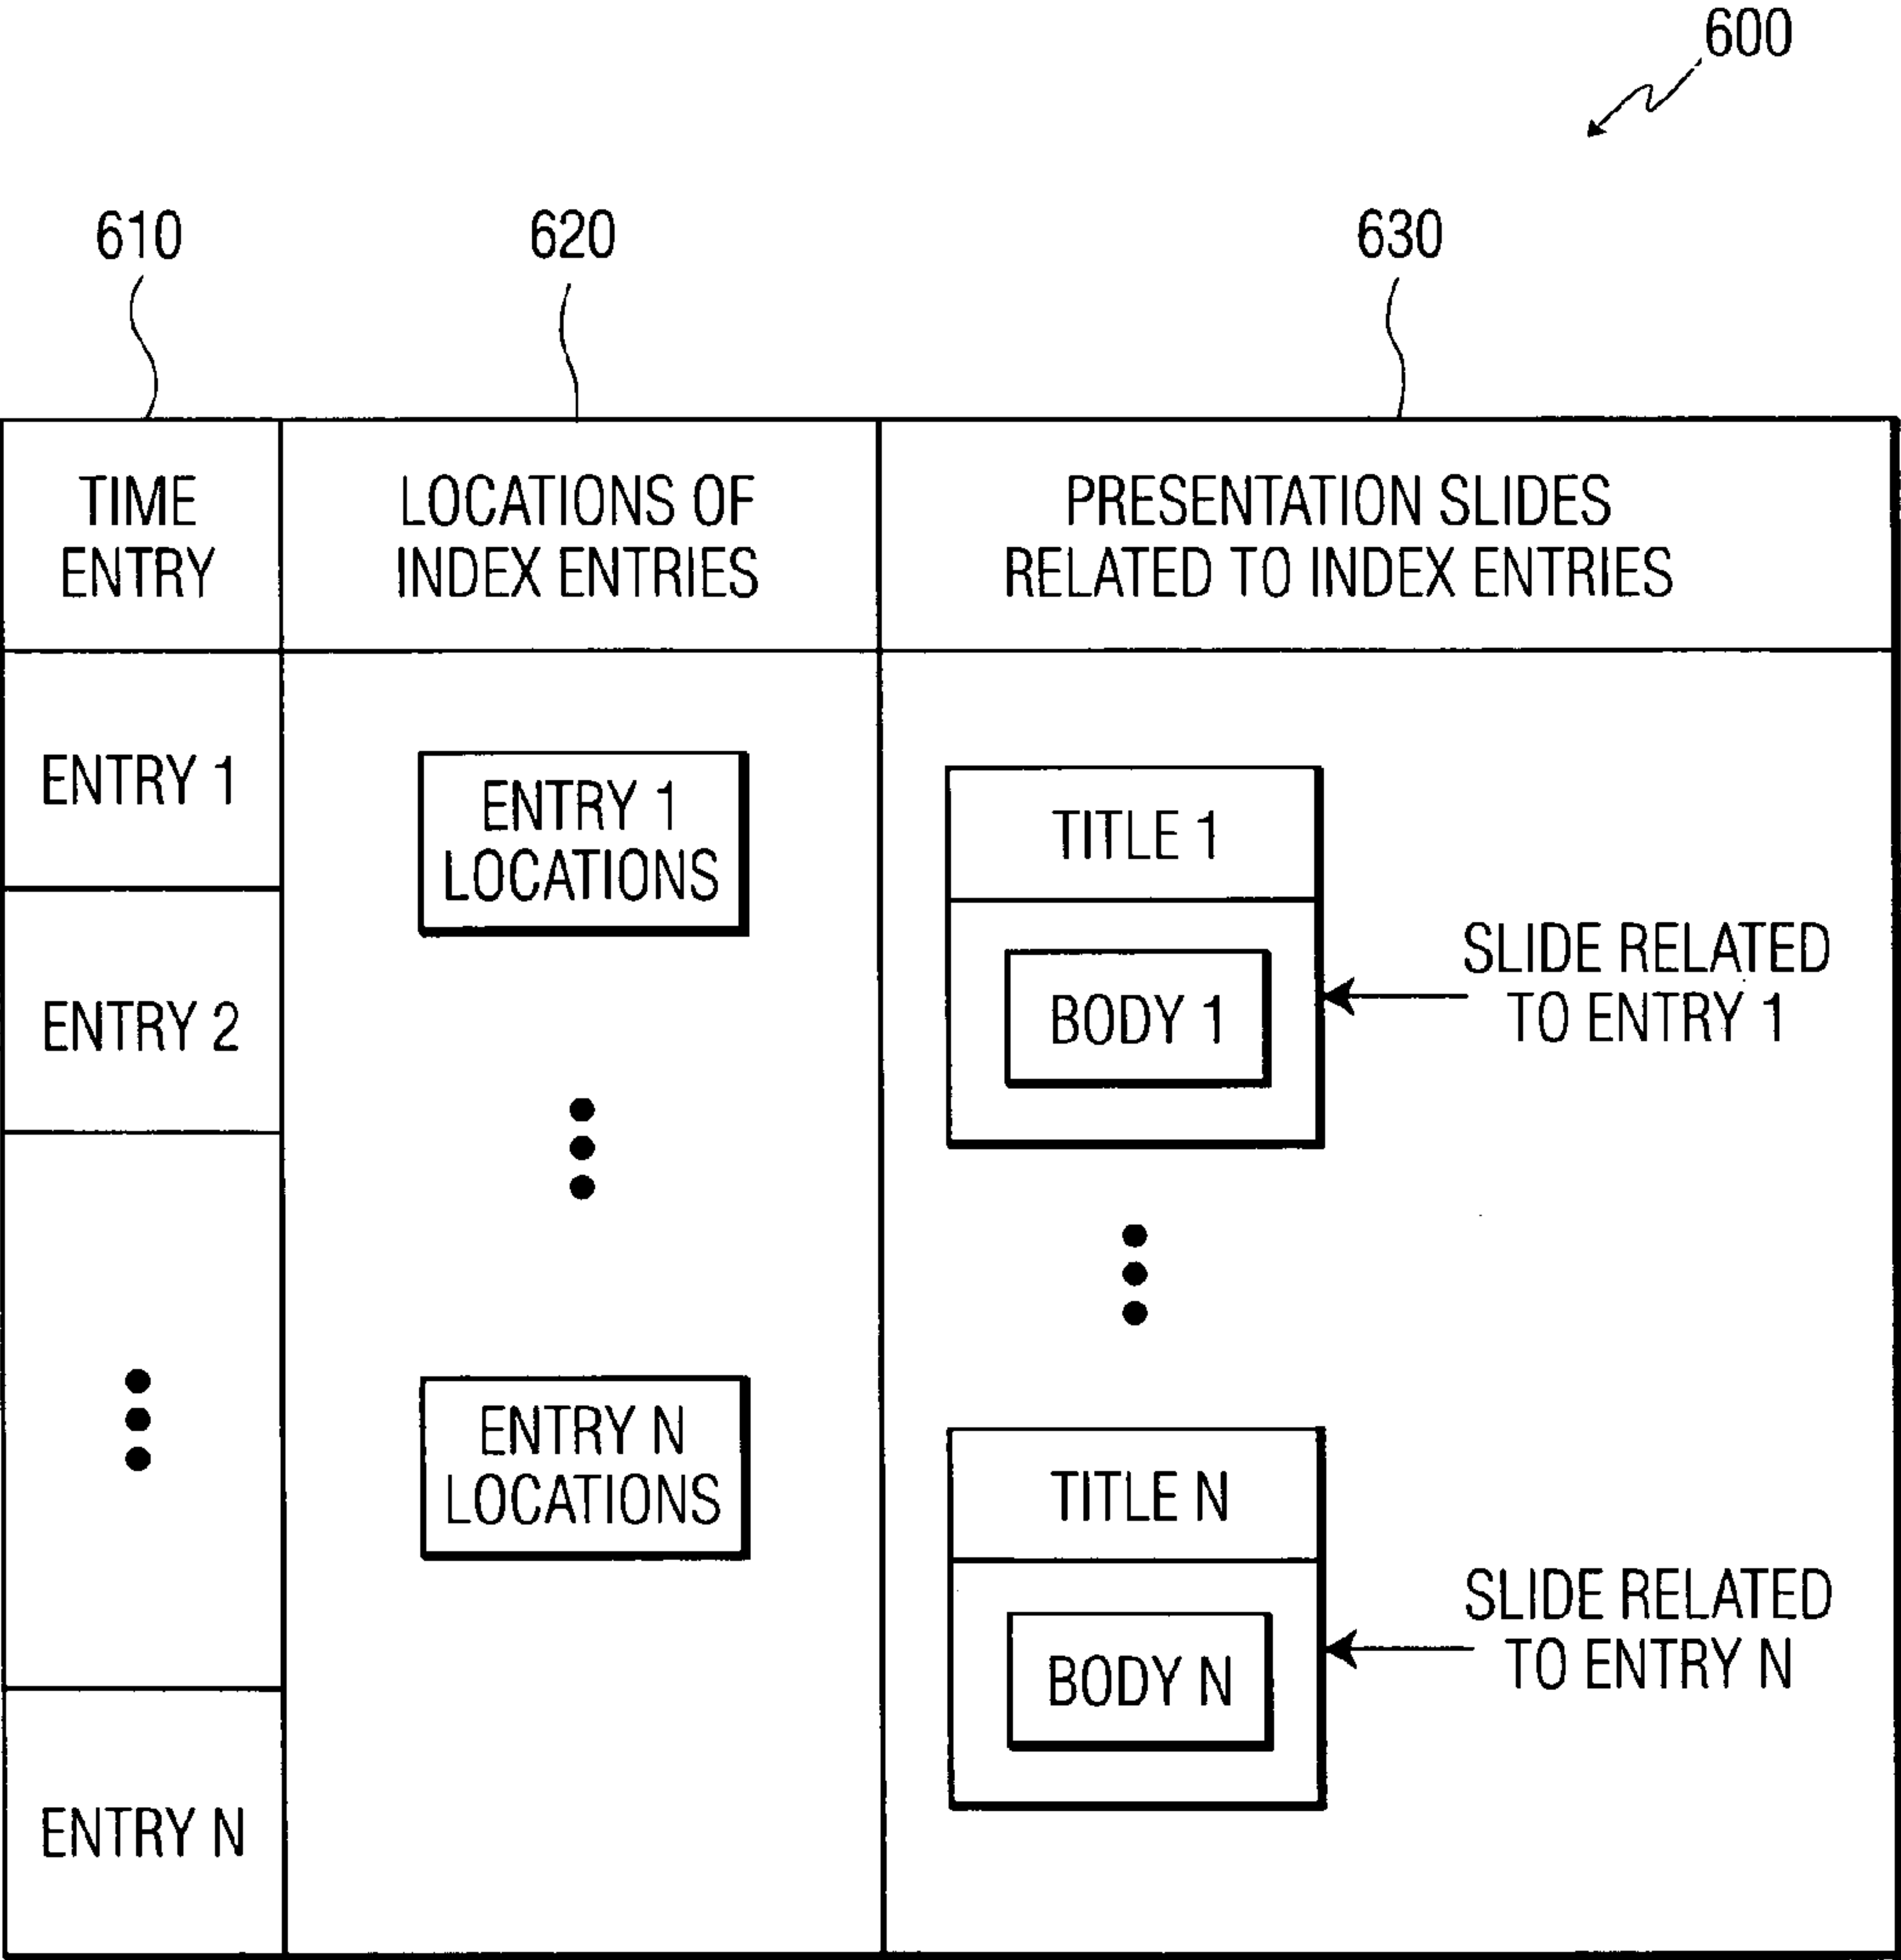 600
610
620
630
TIME
ENTRY
LOCATIONS OF
INDEX ENTRIES
PRESENTATION SLIDES
RELATED TO INDEX ENTRIES
ENTRY 1
ENTRY 2
ENTRY N
ENTRY 1
LOCATIONS
ENTRY N
LOCATIONS
TITLE 1
BODY 1
SLIDE RELATED
TO ENTRY 1
TITLE N
BODY N
SLIDE RELATED
TO ENTRY N